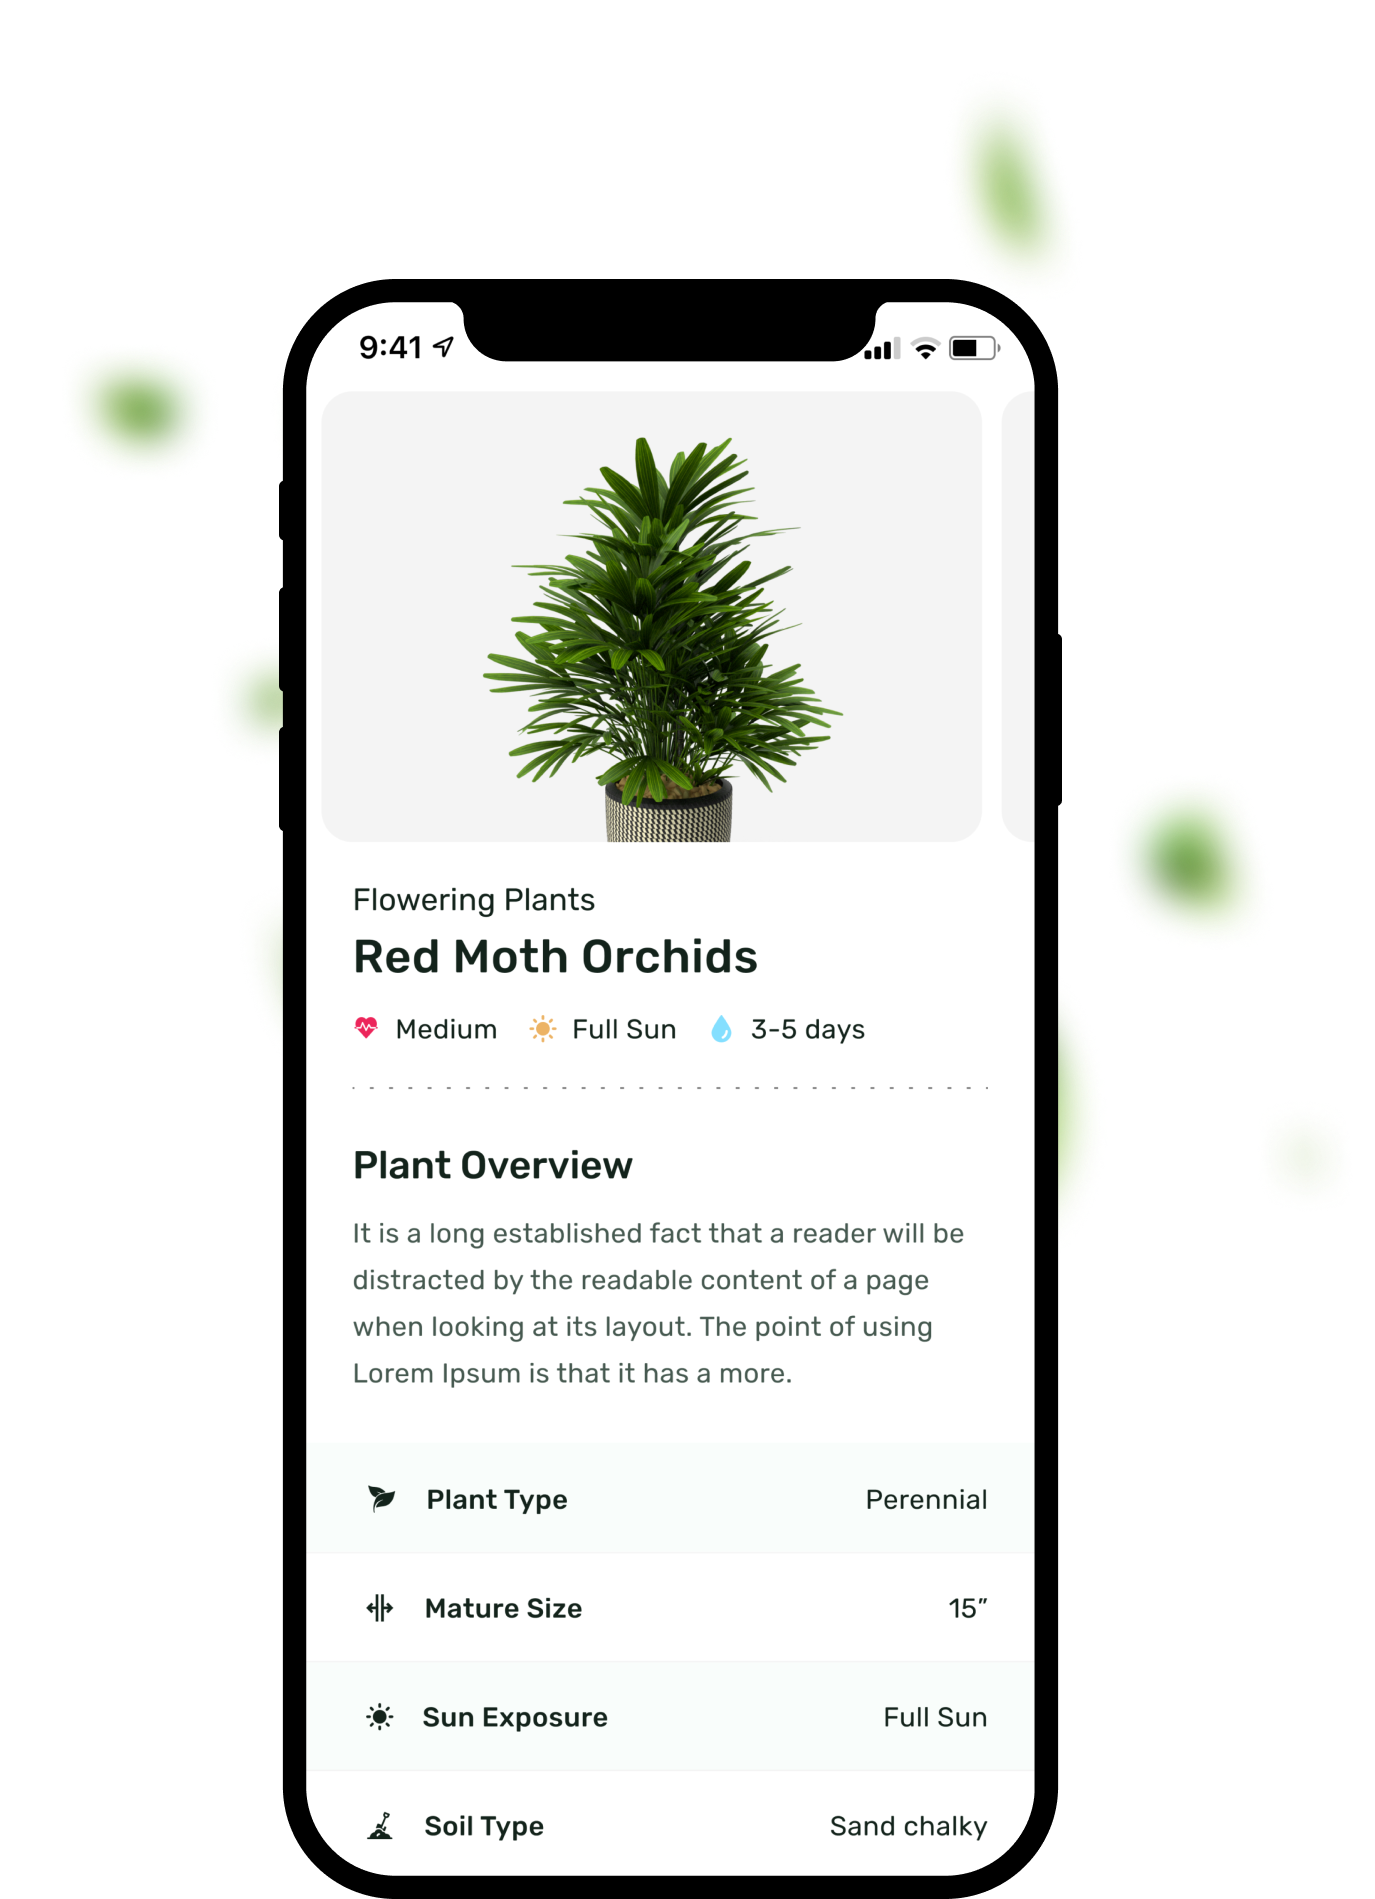 9:41
Flowering Plants
Red Moth Orchids
Medium Full Sun 3-5 days
Plant Overview
It is a long established fact that a reader will be
distracted by the readable content of a page
when looking at its layout. The point of using
Lorem Ipsum is that it has a more.
Plant Type Perennial
Mature Size 15”
Sun Exposure Full Sun
Soil Type Sand chalky